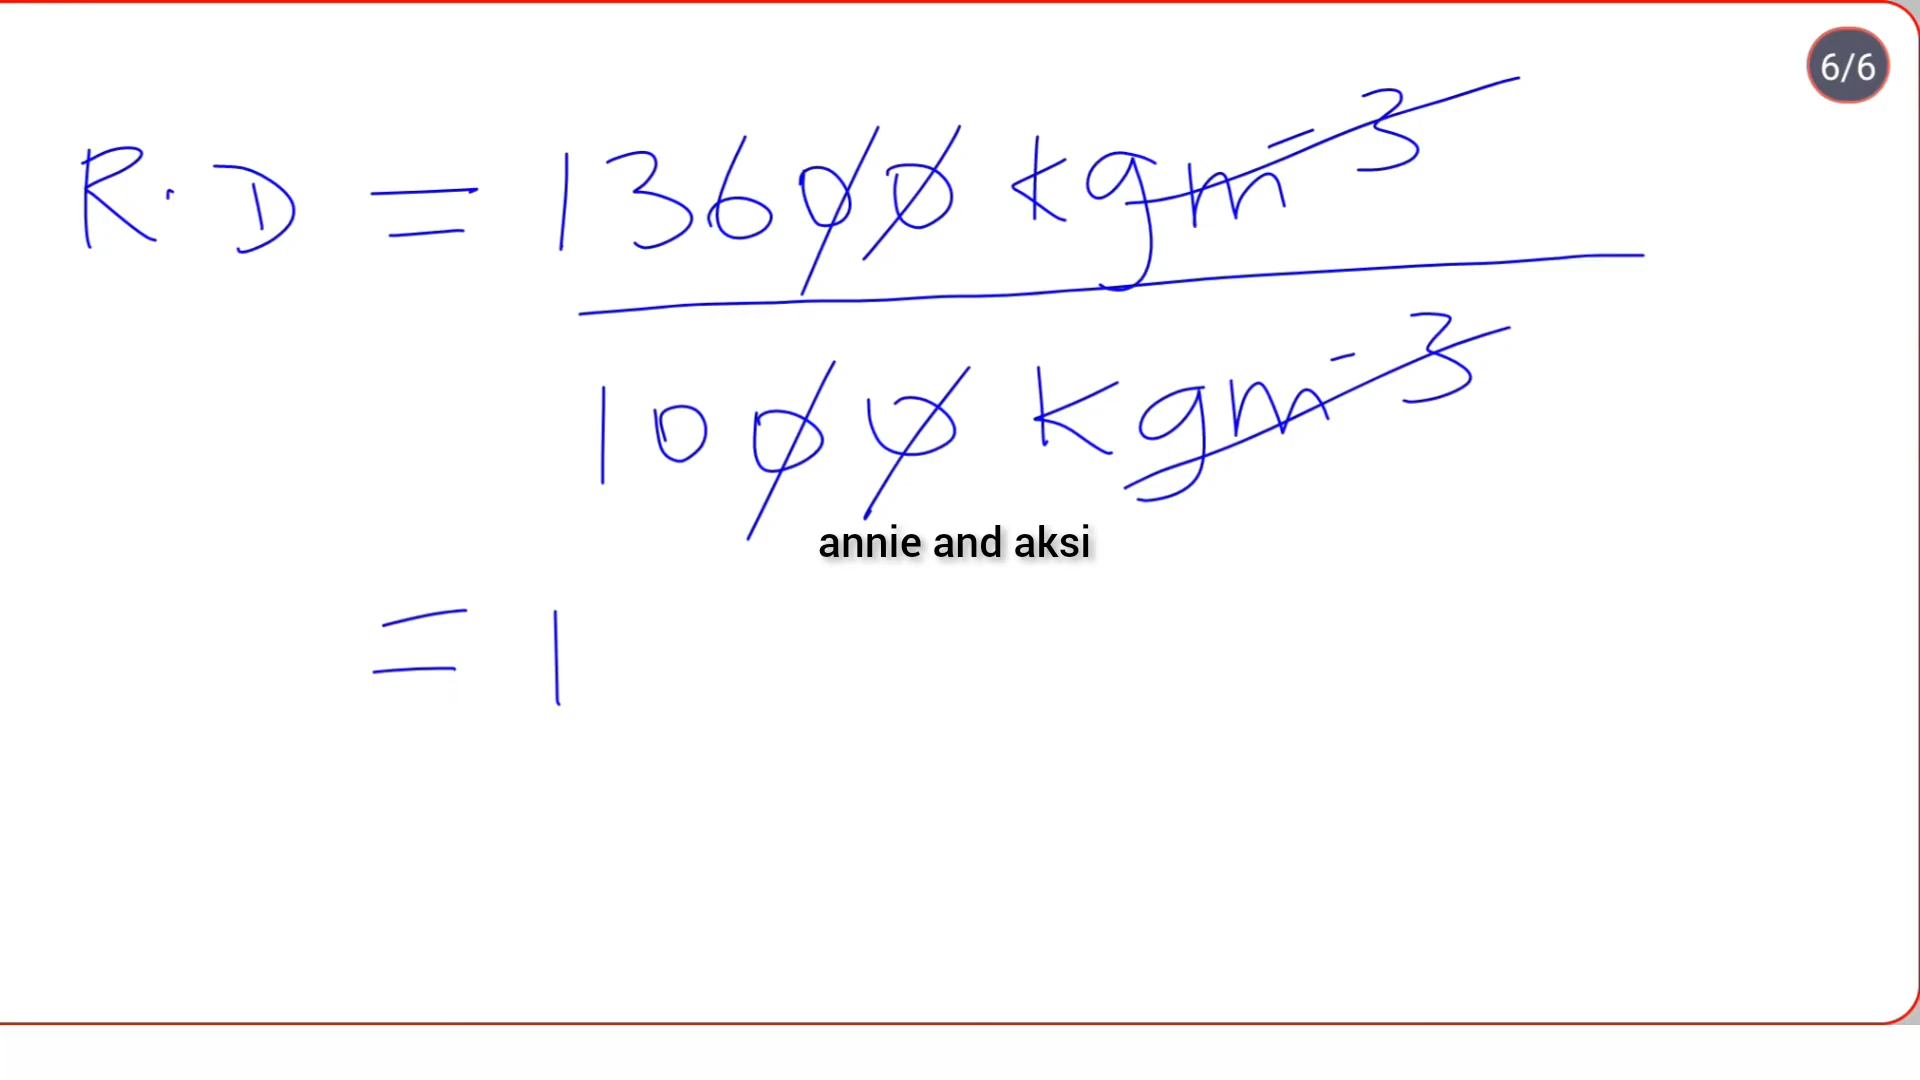 6/6
R.D = 13600 kgm-3
1000 kgm-3
annie and aksi
= 1